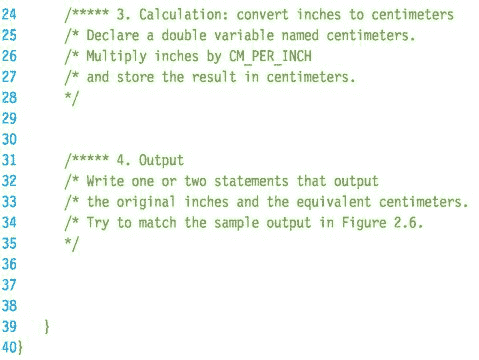 24 /***** 3. Calculation: convert inches to centimeters
25 /* Declare a double variable named centimeters.
26 /* Multiply inches by CM_PER_INCH
27 /* and store the result in centimeters.
28 */
29
30
31 /***** 4. Output
32 /* Write one or two statements that output
33 /* the original inches and the equivalent centimeters.
34 /* Try to match the sample output in Figure 2.6.
35 */
36
37
38
39 }
40}